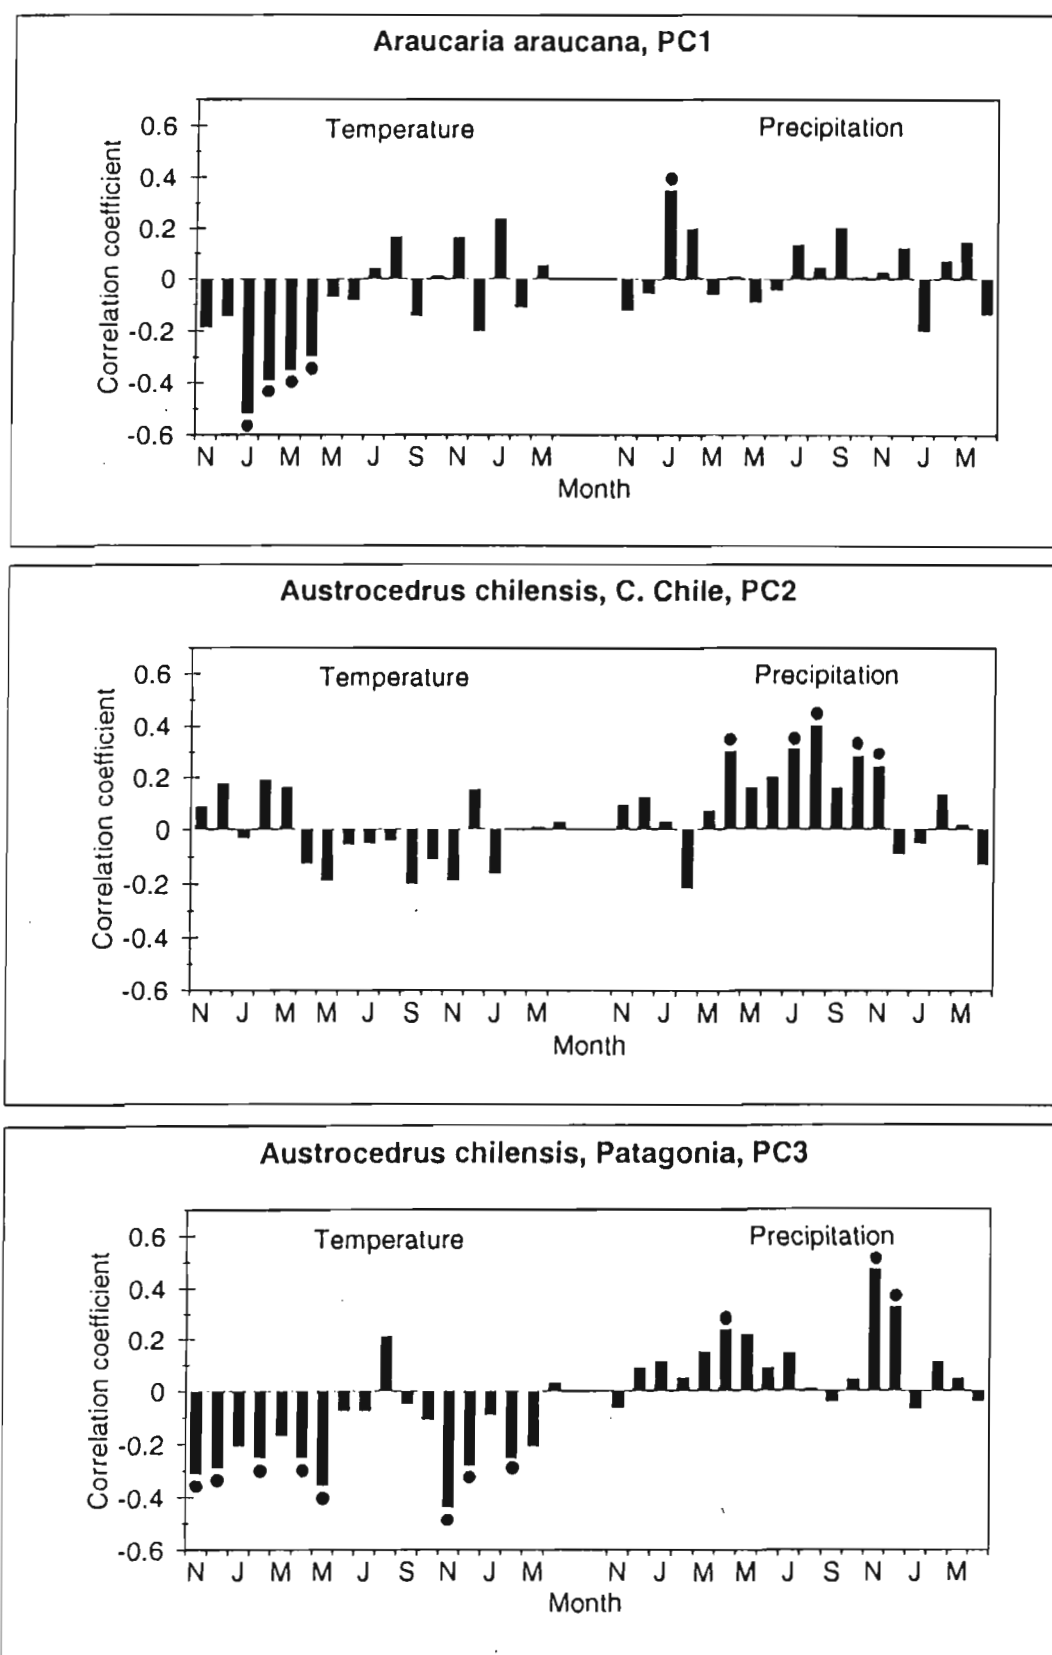 Araucaria araucana, PC1
Temperature Precipitation
Correlation coefficient
0.6
0.4
0.2
0
-0.2
-0.4
-0.6
N J M M J S N J M N J M M J S N J M
Month
Austrocedrus chilensis, C. Chile, PC2
Temperature Precipitation
Correlation coefficient
0.6
0.4
0.2
0
-0.2
-0.4
-0.6
N J M M J S N J M N J M M J S N J M
Month
Austrocedrus chilensis, Patagonia, PC3
Temperature Precipitation
Correlation coefficient
0.6
0.4
0.2
0
-0.2
-0.4
-0.6
N J M M J S N J M N J M M J S N J M
Month